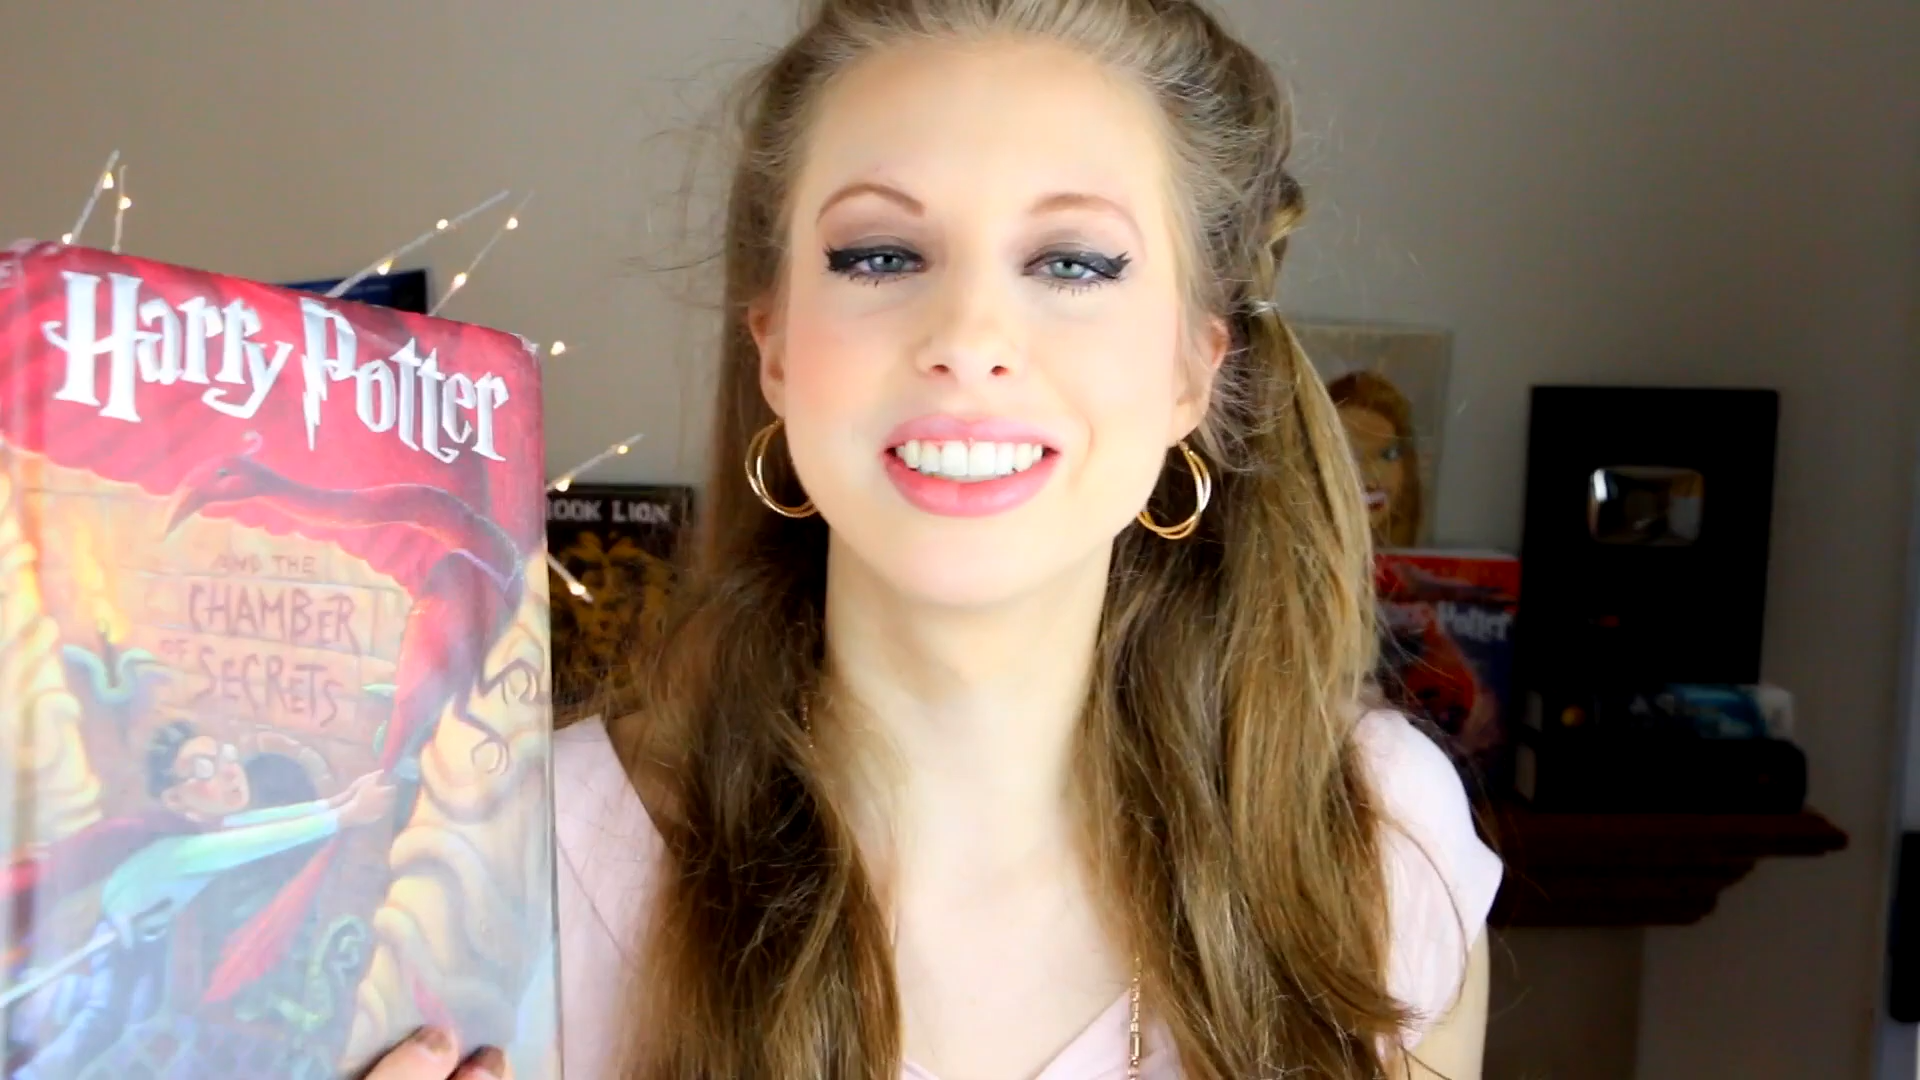 Harry Potter
AND THE
CHAMBER
OF
SECRETS
BOOK LION
Harry Potter